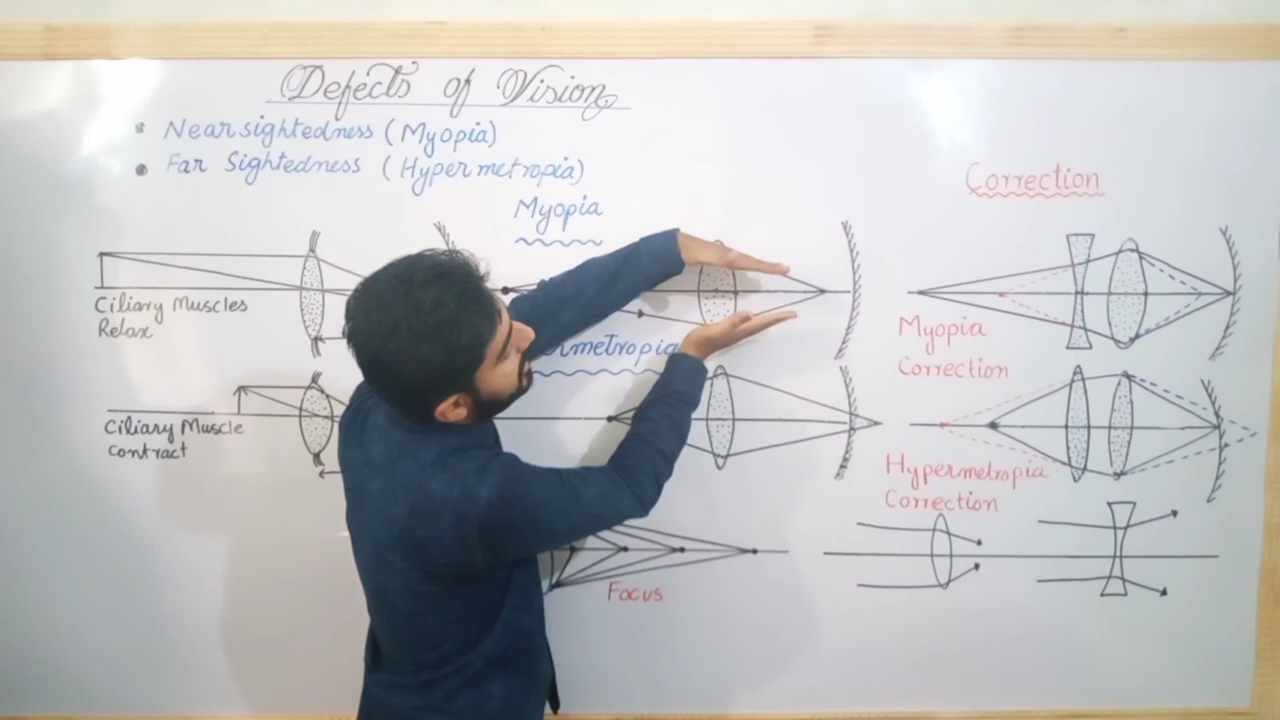 Defects of Vision
Nearsightedness (Myopia)
Far Sightedness (Hypermetropia)
Myopia
Ciliary Muscles
Relax
ermetropia
Ciliary Muscle
contract
Focus
Correction
Myopia
Correction
Hypermetropia
Correction